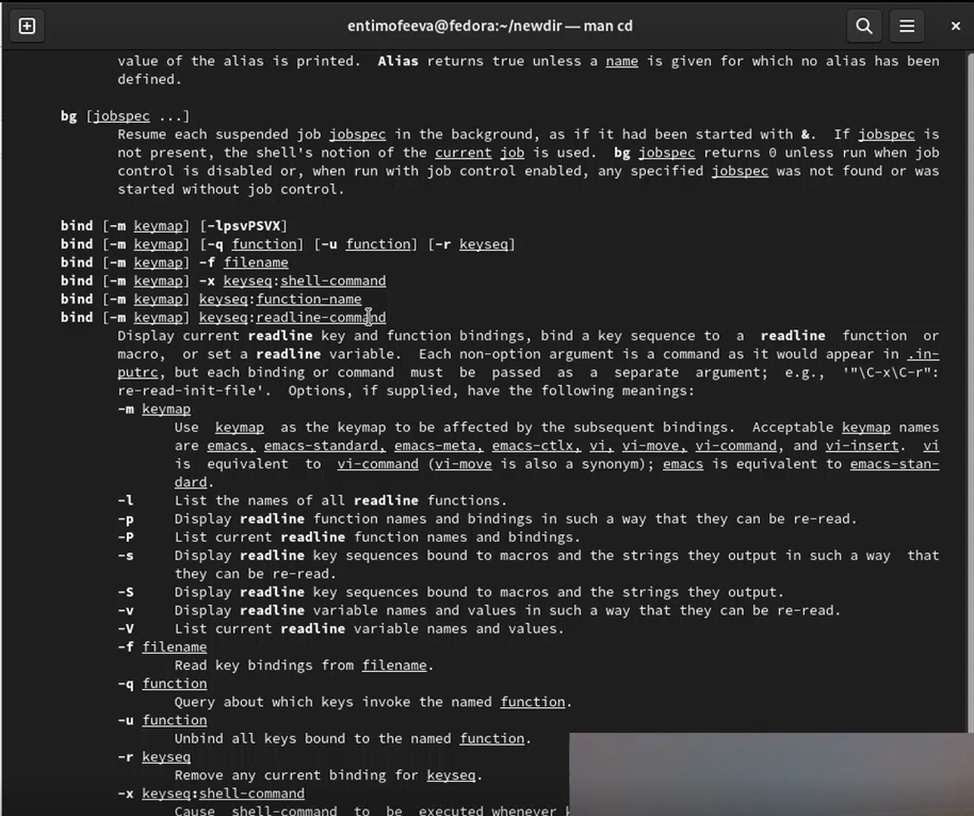 entimofeeva@fedora:~/newdir — man cd
value of the alias is printed.  Alias returns true unless a name is given for which no alias has been
defined.
bg [jobspec ...]
Resume each suspended job jobspec in the background, as if it had been started with &.  If jobspec is
not present, the shell's notion of the current job is used.  bg jobspec returns 0 unless run when job
control is disabled or, when run with job control enabled, any specified jobspec was not found or was
started without job control.
bind [-m keymap] [-lpsvPSVX]
bind [-m keymap] [-q function] [-u function] [-r keyseq]
bind [-m keymap] -f filename
bind [-m keymap] -x keyseq:shell-command
bind [-m keymap] keyseq:function-name
bind [-m keymap] keyseq:readline-command
Display current readline key and function bindings, bind a key sequence to  a  readline  function  or
macro,  or set a readline variable.  Each non-option argument is a command as it would appear in .in-
putrc, but each binding or command  must  be  passed  as  a  separate  argument;  e.g.,  '"\C-x\C-r":
re-read-init-file'.  Options, if supplied, have the following meanings:
-m keymap
Use  keymap  as the keymap to be affected by the subsequent bindings.  Acceptable keymap names
are emacs, emacs-standard, emacs-meta, emacs-ctlx, vi, vi-move, vi-command, and vi-insert.  vi
is  equivalent  to  vi-command (vi-move is also a synonym); emacs is equivalent to emacs-stan-
dard.
-l List the names of all readline functions.
-p Display readline function names and bindings in such a way that they can be re-read.
-P List current readline function names and bindings.
-s Display readline key sequences bound to macros and the strings they output in such a way  that
they can be re-read.
-S Display readline key sequences bound to macros and the strings they output.
-v Display readline variable names and values in such a way that they can be re-read.
-V List current readline variable names and values.
-f filename
Read key bindings from filename.
-q function
Query about which keys invoke the named function.
-u function
Unbind all keys bound to the named function.
-r keyseq
Remove any current binding for keyseq.
-x keyseq:shell-command
Cause  shell-command  to  be  executed whenever